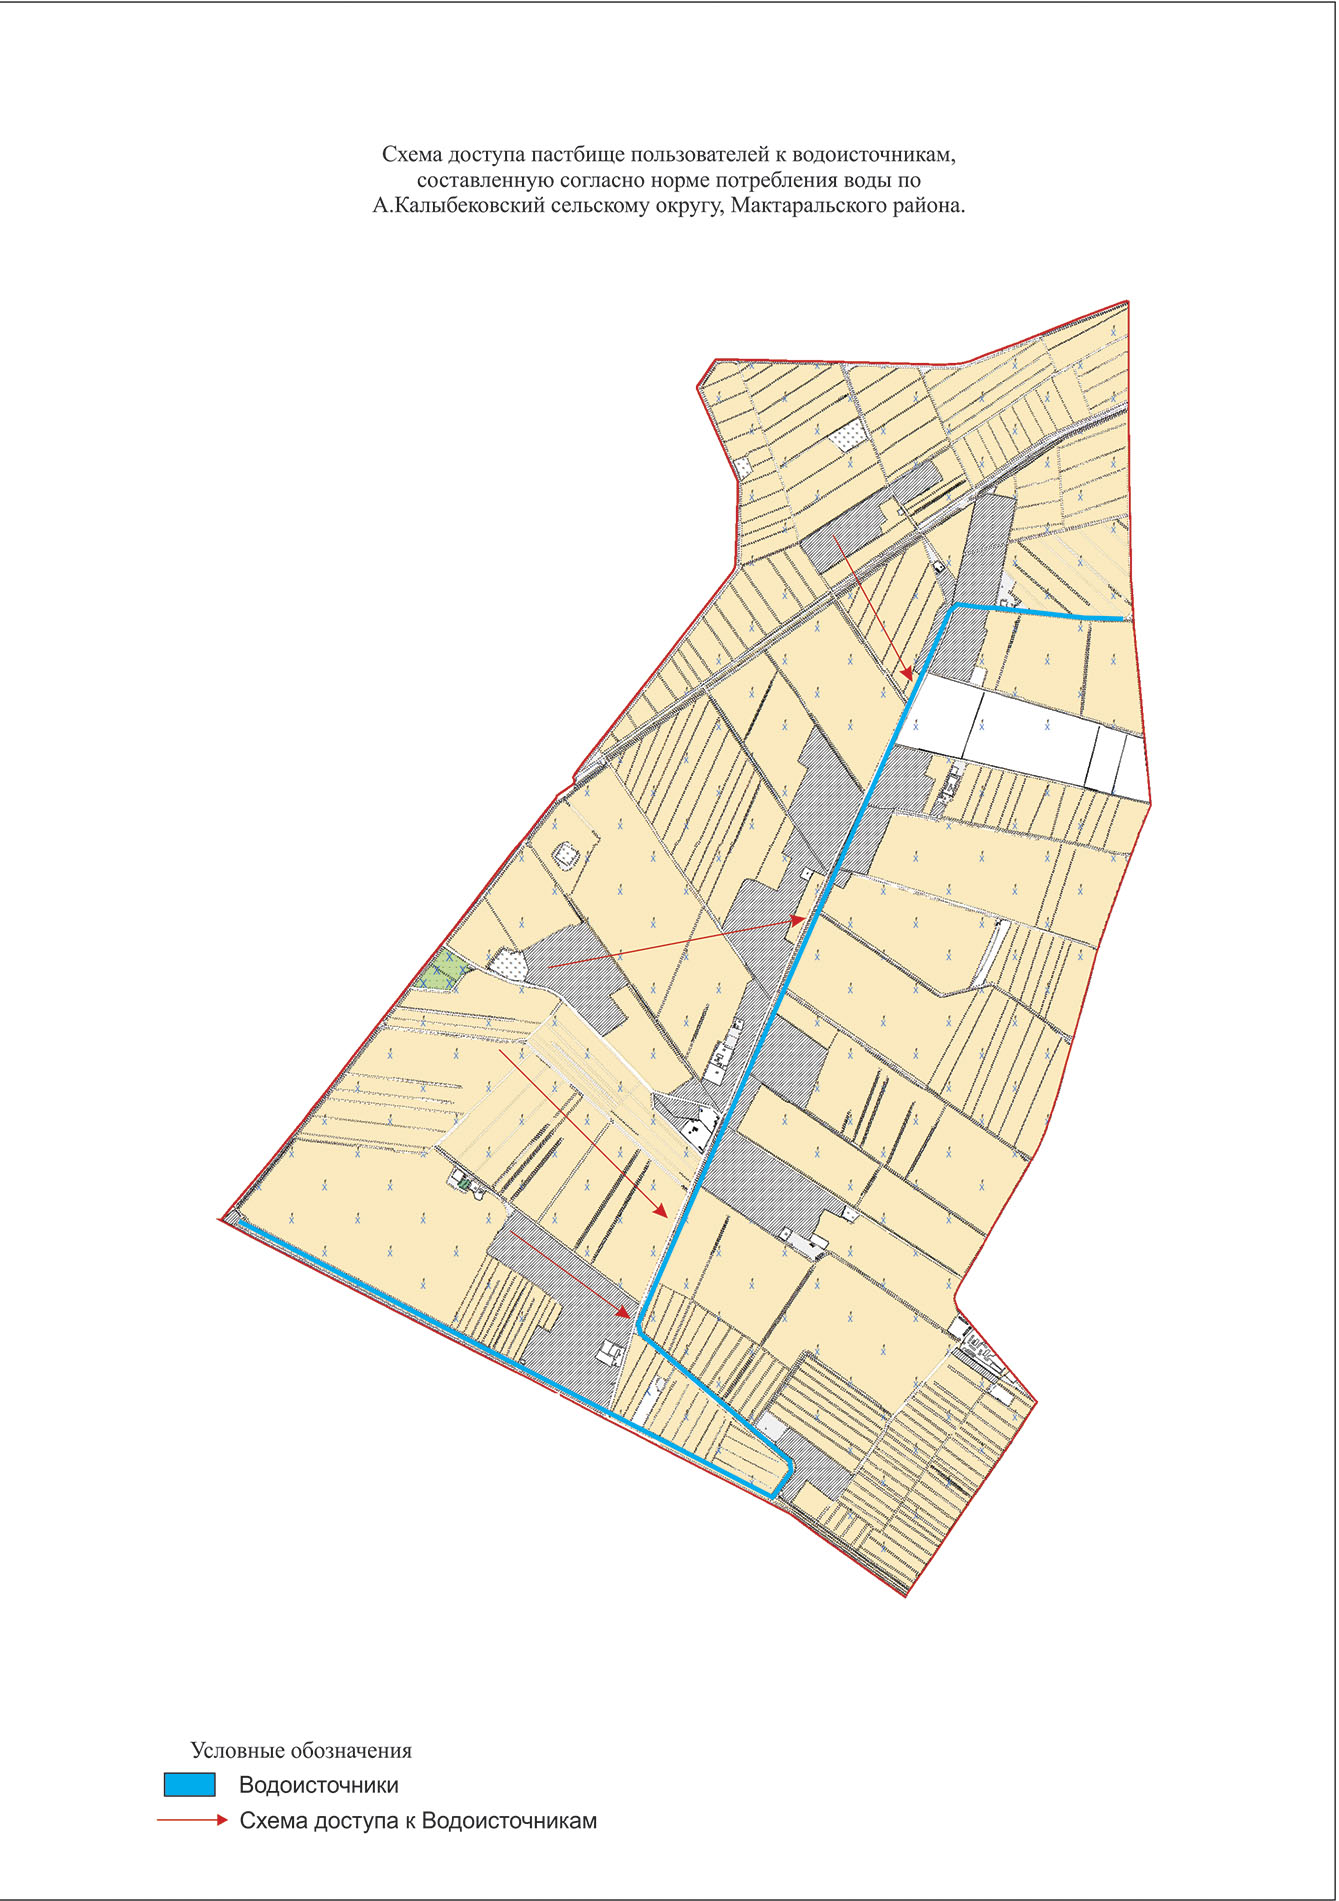 Схема доступа пастбище пользователей к водоисточникам,
составленную согласно норме потребления воды по
А.Калыбековский сельскому округу, Мактаральского района.
Условные обозначения
Водоисточники
Схема доступа к Водоисточникам